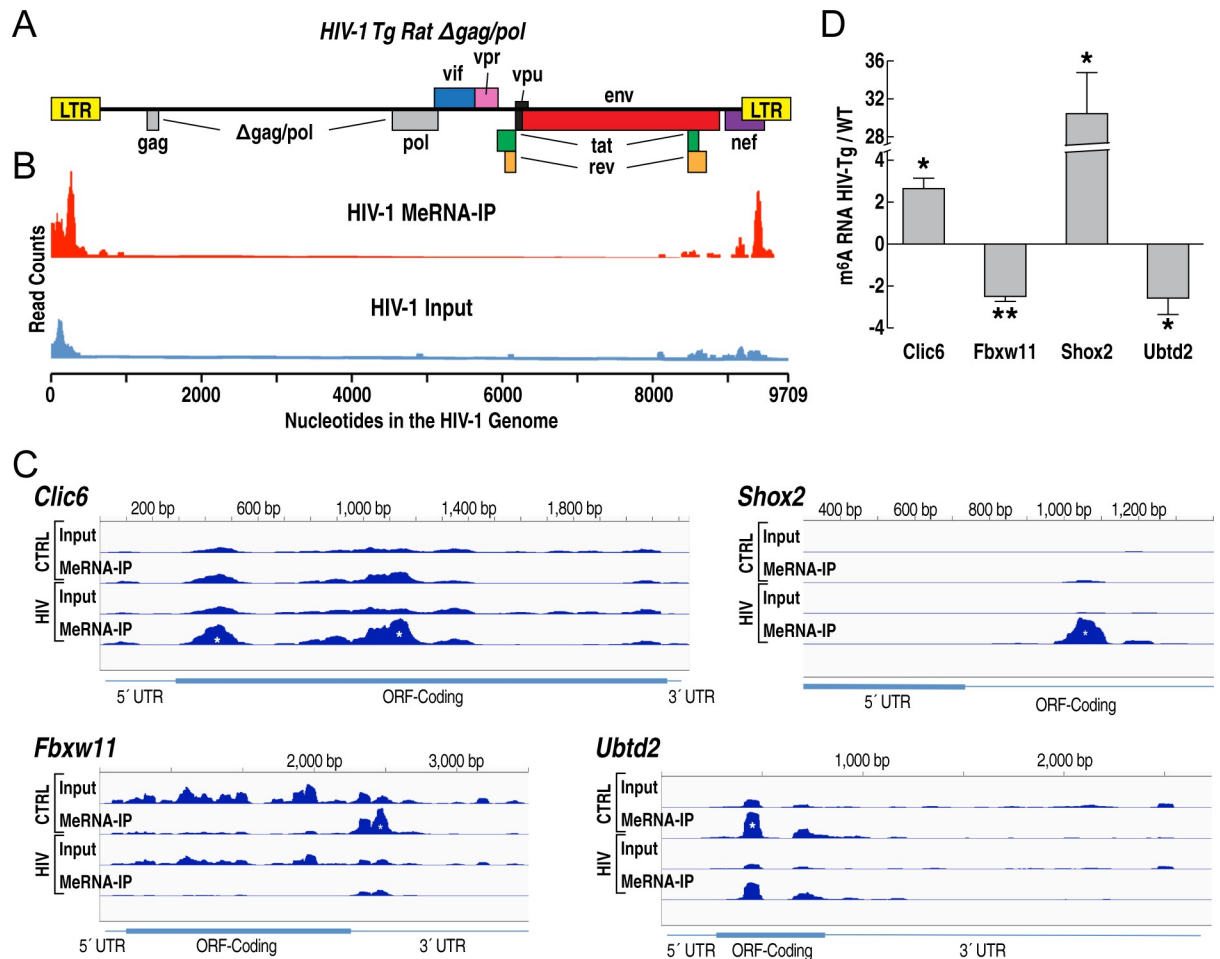 A
HIV-1 Tg Rat Δgag/pol
LTR
gag
Δgag/pol
pol
vif
vpr
vpu
env
tat
rev
nef
LTR
B
HIV-1 MeRNA-IP
HIV-1 Input
Read Counts
0 2000 4000 6000 8000 9709
Nucleotides in the HIV-1 Genome
D
m⁶A RNA HIV-Tg / WT
36
32
28
4
2
0
-2
-4
*
**
*
*
Clic6 Fbxw11 Shox2 Ubtd2
C
Clic6
200 bp 600 bp 1,000 bp 1,400 bp 1,800 bp
CTRL
Input
MeRNA-IP
HIV
Input
MeRNA-IP
* *
5´ UTR ORF-Coding 3´ UTR
Shox2
400 bp 600 bp 800 bp 1,000 bp 1,200 bp
CTRL
Input
MeRNA-IP
HIV
Input
MeRNA-IP
*
5´ UTR ORF-Coding
Fbxw11
2,000 bp 3,000 bp
CTRL
Input
MeRNA-IP
*
HIV
Input
MeRNA-IP
5´ UTR ORF-Coding 3´ UTR
Ubtd2
1,000 bp 2,000 bp
CTRL
Input
MeRNA-IP
*
HIV
Input
MeRNA-IP
5´ UTR ORF-Coding 3´ UTR